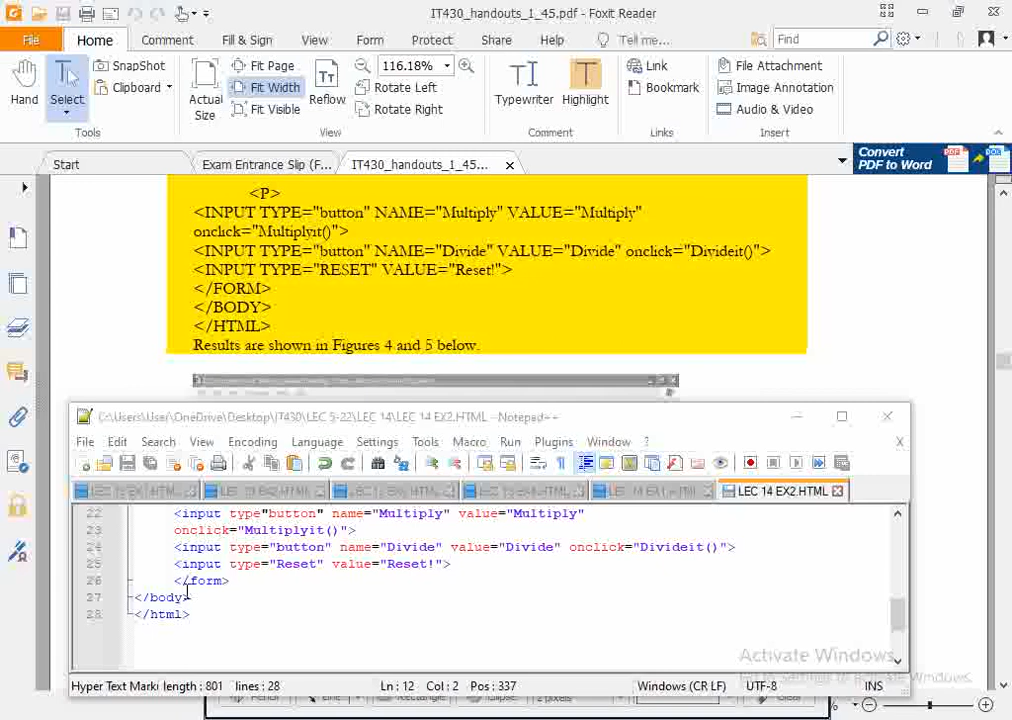 IT430_handouts_1_45.pdf - Foxit Reader
File Home Comment Fill & Sign View Form Protect Share Help Tell me... Find
Hand
Select
SnapShot
Clipboard
Tools
Actual
Size
Fit Page
Fit Width
Fit Visible
Reflow
116.18%
Rotate Left
Rotate Right
View
Typewriter
Highlight
Comment
Link
Bookmark
Links
File Attachment
Image Annotation
Audio & Video
Insert
Start Exam Entrance Slip (F... IT430_handouts_1_45...
Convert
PDF to Word
<P>
<INPUT TYPE="button" NAME="Multiply" VALUE="Multiply"
onclick="Multiplyit()">
<INPUT TYPE="button" NAME="Divide" VALUE="Divide" onclick="Divideit()">
<INPUT TYPE="RESET" VALUE="Reset!">
</FORM>
</BODY>
</HTML>
Results are shown in Figures 4 and 5 below.
C:\Users\User\OneDrive\Desktop\IT430\LEC 5-22\LEC 14\LEC 14 EX2.HTML - Notepad++
File Edit Search View Encoding Language Settings Tools Macro Run Plugins Window ? X
LEC 14 EX2.HTML
22 <input type"button" name="Multiply" value="Multiply"
23 onclick="Multiplyit()">
24 <input type="button" name="Divide" value="Divide" onclick="Divideit()">
25 <input type="Reset" value="Reset!">
26 </form>
27 </body>
28 </html>
Activate Windows
Go to Settings to activate Windows.
Hyper Text Marki length : 801 lines : 28 Ln : 12 Col : 2 Pos : 337 Windows (CR LF) UTF-8 INS